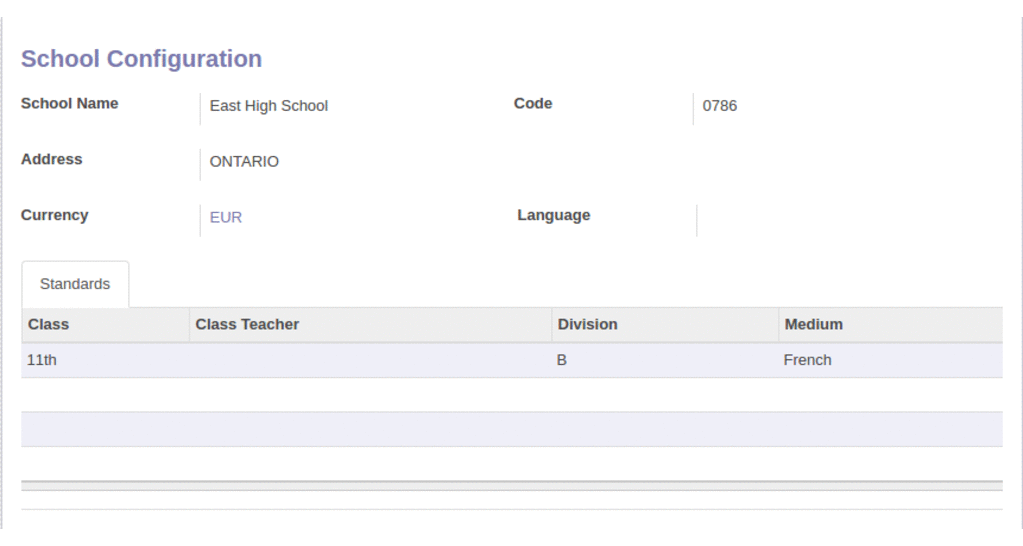 School Configuration
School Name East High School Code 0786
Address ONTARIO
Currency EUR Language
Standards
Class Class Teacher Division Medium
11th B French